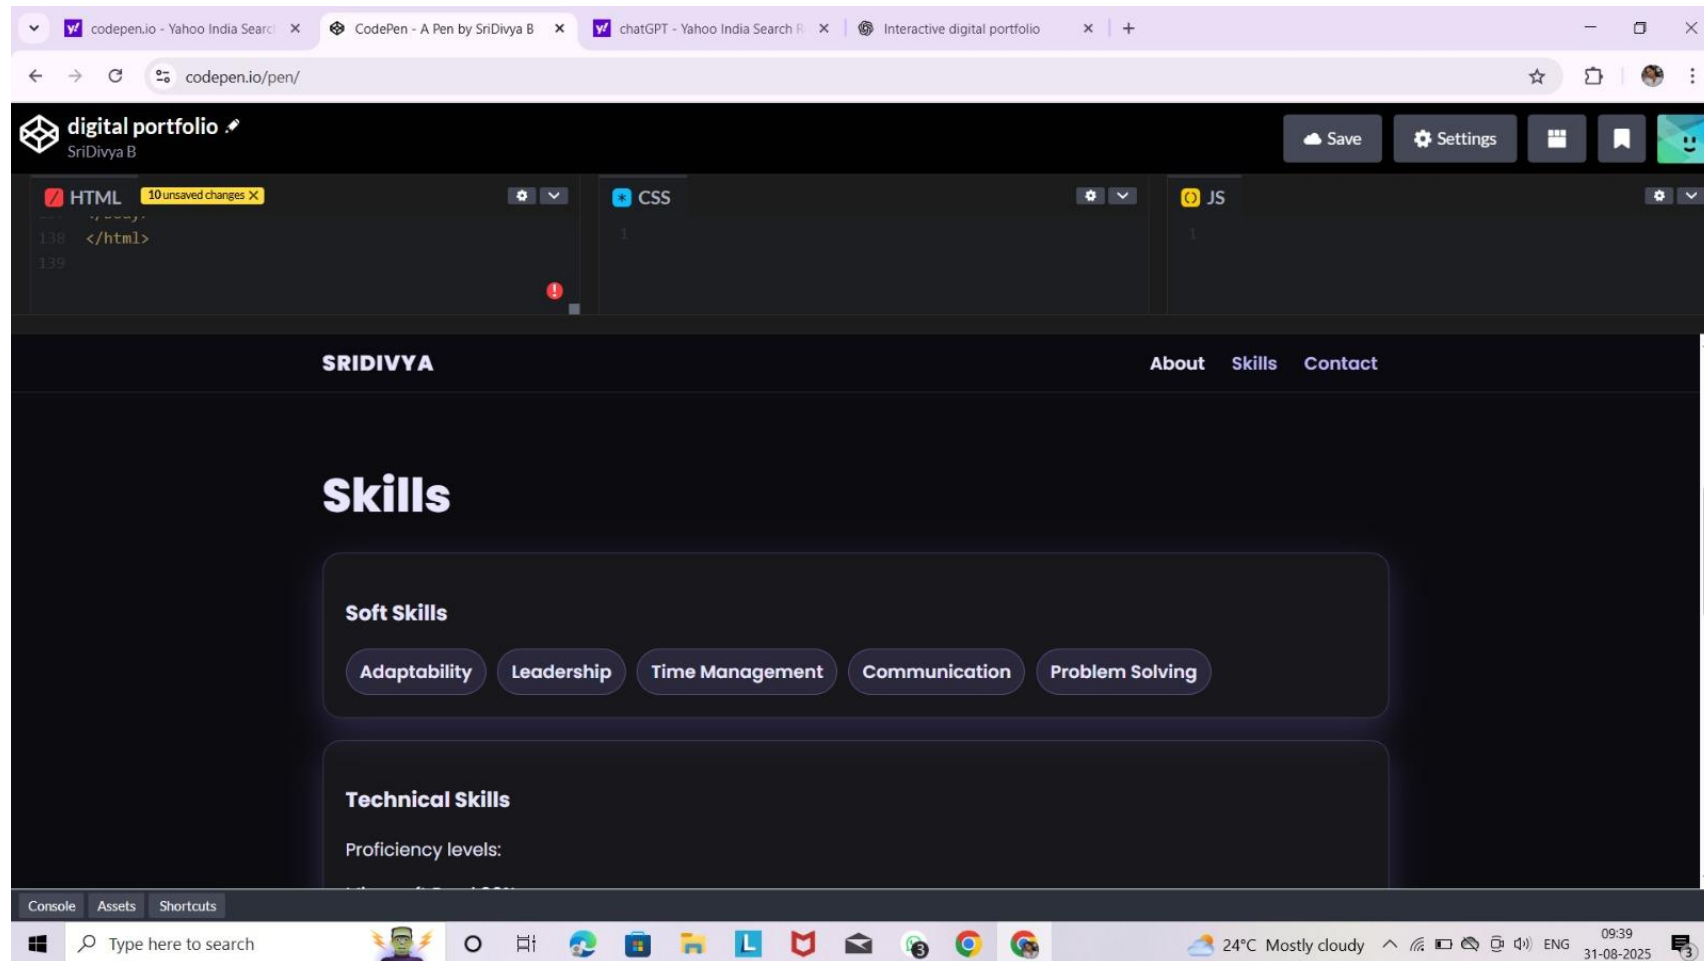 codepen.io - Yahoo India Searc
CodePen - A Pen by SriDivya B
chatGPT - Yahoo India Search R
Interactive digital portfolio
codepen.io/pen/
digital portfolio
SriDivya B
Save
Settings
HTML
10 unsaved changes X
CSS
JS
138 </html>
139
1
1
SRIDIVYA
About Skills Contact
Skills
Soft Skills
Adaptability Leadership Time Management Communication Problem Solving
Technical Skills
Proficiency levels:
Console Assets Shortcuts
Type here to search
L
3
24°C Mostly cloudy
ENG
09:39
31-08-2025
3